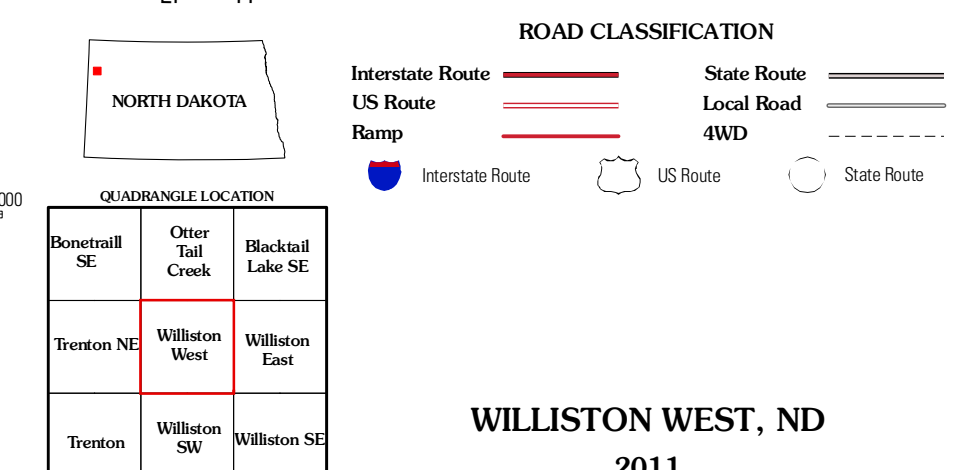 ROAD CLASSIFICATION
Interstate Route
State Route
US Route
Local Road
Ramp
4WD
Interstate Route
US Route
State Route
NORTH DAKOTA
QUADRANGLE LOCATION
Bonetraill
SE
Otter
Tail
Creek
Blacktail
Lake SE
Trenton NE
Williston
West
Williston
East
Trenton
Williston
SW
Williston SE
WILLISTON WEST, ND
2011